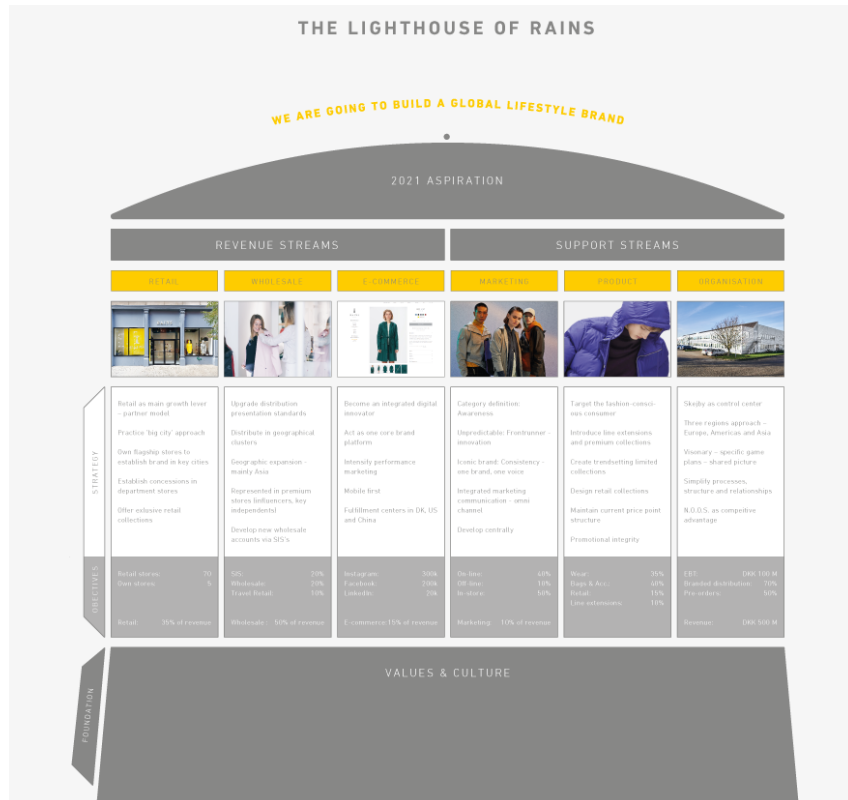 THE LIGHTHOUSE OF RAINS
WE ARE GOING TO BUILD A GLOBAL LIFESTYLE BRAND
2021 ASPIRATION
REVENUE STREAMS
SUPPORT STREAMS
RETAIL
WHOLESALE
E-COMMERCE
MARKETING
PRODUCT
ORGANISATION
STRATEGY
Retail as main growth lever
– partner model
Practice 'big city' approach
Own flagship stores to
establish brand in key cities
Establish concessions in
department stores
Offer exlusive retail
collections
Upgrade distribution
presentation standards
Distribute in geographical
clusters
Geographic expansion -
mainly Asia
Represented in premium
stores (influencers, key
independents)
Develop new wholesale
accounts via SIS's
Become an integrated digital
innovator
Act as one core brand
platform
Intensify performance
marketing
Mobile first
Fulfillment centers in DK, US
and China
Category definition:
Awareness
Unpredictable: Frontrunner -
innovation
Iconic brand: Consistency -
one brand, one voice
Integrated marketing
communication - omni
channel
Develop centrally
Target the fashion-consci-
ous consumer
Introduce line extensions
and premium collections
Create trendsetting limited
collections
Design retail collections
Maintain current price point
structure
Promotional integrity
Skejby as control center
Three regions approach –
Europe, Americas and Asia
Visionary – specific game
plans – shared picture
Simplify processes,
structure and relationships
N.O.O.S. as competive
advantage
OBJECTIVES
Retail stores: 70
Own stores: 9
Retail: 35% of revenue
SIS: 20%
Wholesale: 70%
Travel Retail: 10%
Wholesale: 50% of revenue
Instagram: 300k
Facebook: 200k
LinkedIn: 20k
E-commerce: 15% of revenue
On-line: 40%
Off-line: 10%
In-store: 50%
Marketing: 10% of revenue
Wear: 35%
Bags & Acc.: 40%
Retail: 15%
Line extensions: 10%
EBT: DKK 100 M
Branded distribution: 70%
Pre-orders: 50%
Revenue: DKK 500 M
FOUNDATION
VALUES & CULTURE